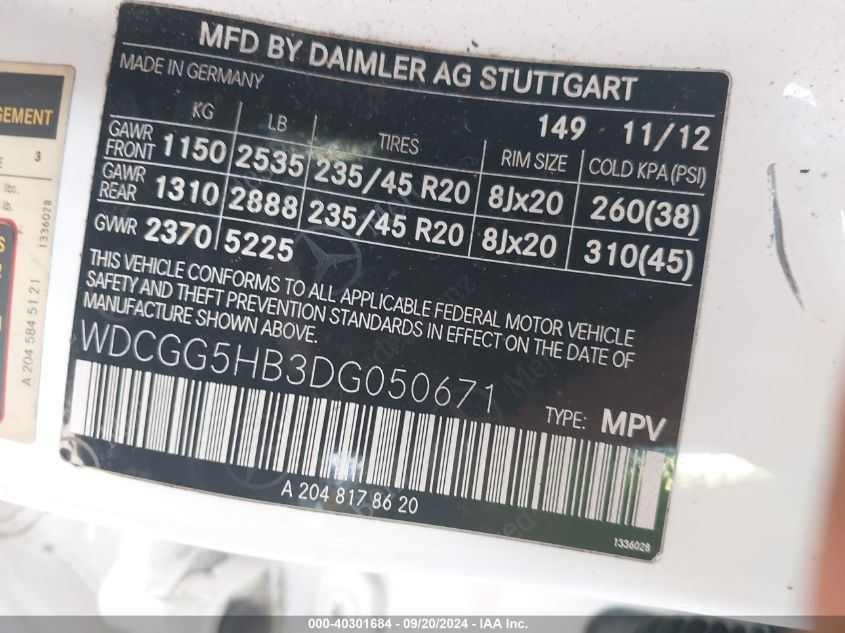 MFD BY DAIMLER AG STUTTGART
MADE IN GERMANY
149 11/12
KG LB TIRES RIM SIZE COLD KPA (PSI)
GAWR FRONT 1150 2535 235/45 R20 8Jx20 260(38)
GAWR REAR 1310 2888 235/45 R20 8Jx20 310(45)
GVWR 2370 5225
THIS VEHICLE CONFORMS TO ALL APPLICABLE FEDERAL MOTOR VEHICLE
SAFETY AND THEFT PREVENTION STANDARDS IN EFFECT ON THE DATE OF
MANUFACTURE SHOWN ABOVE.
WDCGG5HB3DG050671
TYPE: MPV
A 204 817 86 20
1336028
GEMENT
3
lbs.
lb.
1336028
A 204 584 51 21
000-40301684 - 09/20/2024 - IAA Inc.